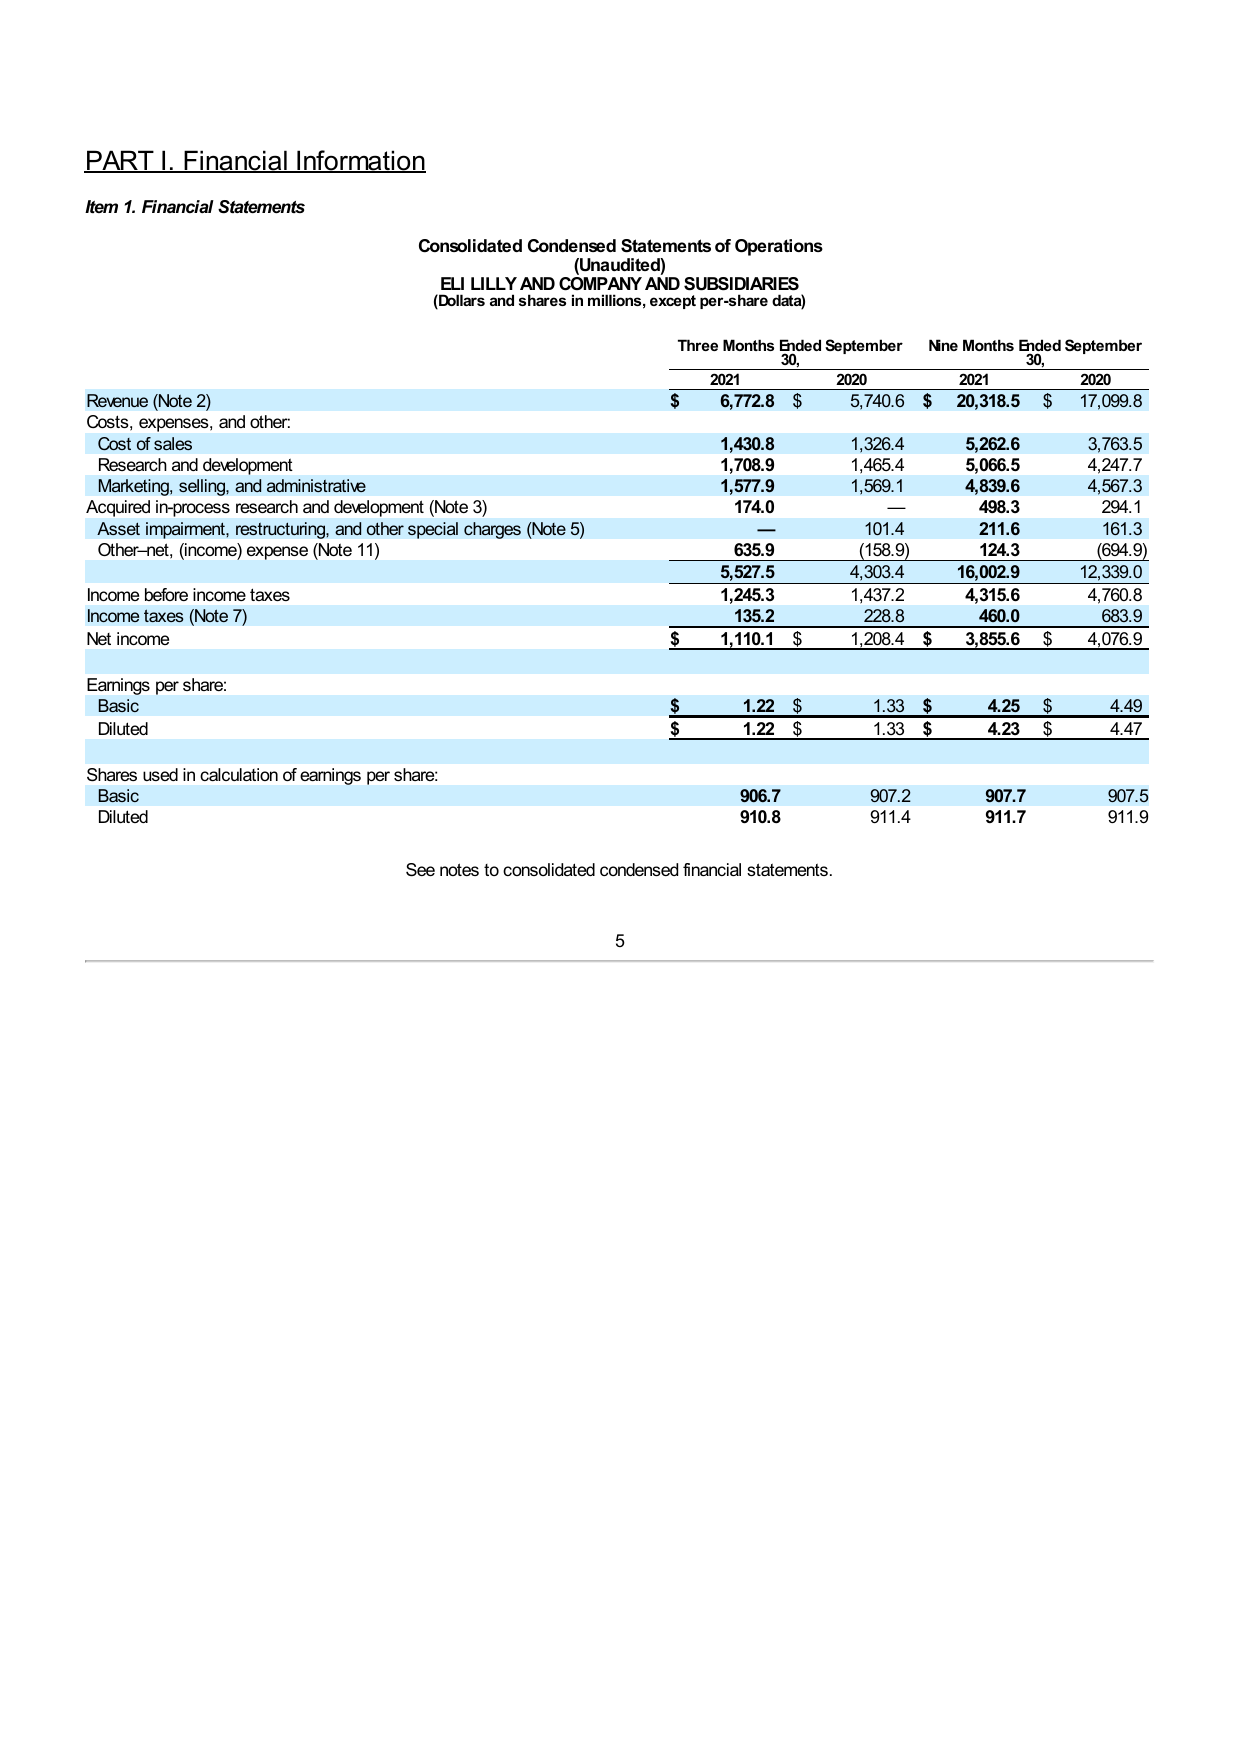 PART I. Financial Information
Item 1. Financial Statements
Consolidated Condensed Statements of Operations
(Unaudited)
ELI LILLY AND COMPANY AND SUBSIDIARIES
(Dollars and shares in millions, except per-share data)
Three Months Ended September 30, Nine Months Ended September 30,
2021 2020 2021 2020
Revenue (Note 2) $ 6,772.8 $ 5,740.6 $ 20,318.5 $ 17,099.8
Costs, expenses, and other:
Cost of sales 1,430.8 1,326.4 5,262.6 3,763.5
Research and development 1,708.9 1,465.4 5,066.5 4,247.7
Marketing, selling, and administrative 1,577.9 1,569.1 4,839.6 4,567.3
Acquired in-process research and development (Note 3) 174.0 — 498.3 294.1
Asset impairment, restructuring, and other special charges (Note 5) — 101.4 211.6 161.3
Other–net, (income) expense (Note 11) 635.9 (158.9) 124.3 (694.9)
5,527.5 4,303.4 16,002.9 12,339.0
Income before income taxes 1,245.3 1,437.2 4,315.6 4,760.8
Income taxes (Note 7) 135.2 228.8 460.0 683.9
Net income $ 1,110.1 $ 1,208.4 $ 3,855.6 $ 4,076.9
Earnings per share:
Basic $ 1.22 $ 1.33 $ 4.25 $ 4.49
Diluted $ 1.22 $ 1.33 $ 4.23 $ 4.47
Shares used in calculation of earnings per share:
Basic 906.7 907.2 907.7 907.5
Diluted 910.8 911.4 911.7 911.9
See notes to consolidated condensed financial statements.
5